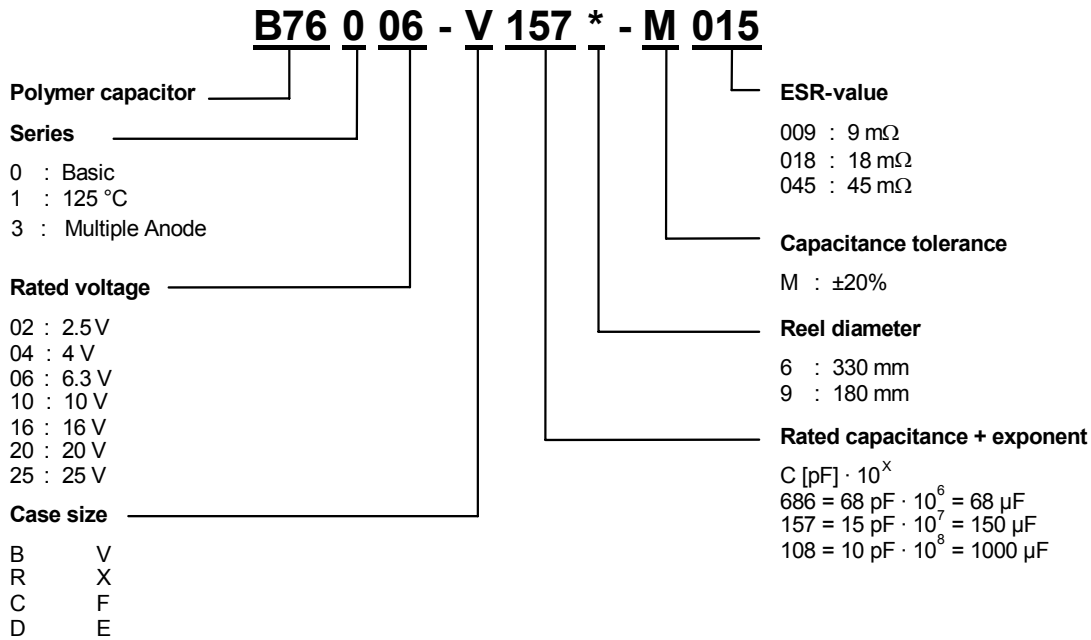 B76 0 06 - V 157 * - M 015
Polymer capacitor
Series
0 : Basic
1 : 125 °C
3 : Multiple Anode
Rated voltage
02 : 2.5 V
04 : 4 V
06 : 6.3 V
10 : 10 V
16 : 16 V
20 : 20 V
25 : 25 V
Case size
B V
R X
C F
D E
ESR-value
009 : 9 mΩ
018 : 18 mΩ
045 : 45 mΩ
Capacitance tolerance
M : ±20%
Reel diameter
6 : 330 mm
9 : 180 mm
Rated capacitance + exponent
C [pF] · 10^X
686 = 68 pF · 10^6 = 68 µF
157 = 15 pF · 10^7 = 150 µF
108 = 10 pF · 10^8 = 1000 µF